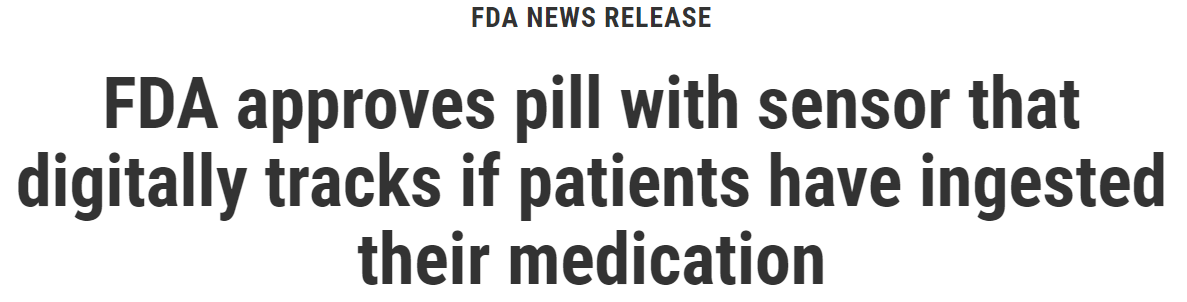 FDA NEWS RELEASE
FDA approves pill with sensor that
digitally tracks if patients have ingested
their medication